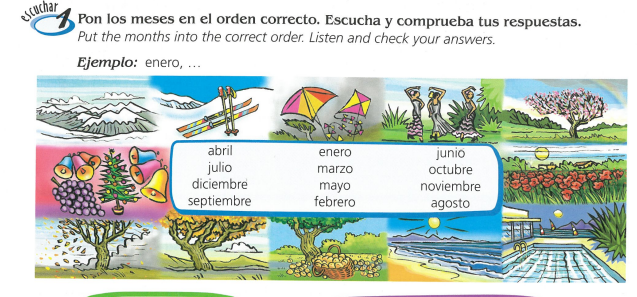 escuchar 1
Pon los meses en el orden correcto. Escucha y comprueba tus respuestas.
Put the months into the correct order. Listen and check your answers.
Ejemplo: enero, ...
abril enero junio
julio marzo octubre
diciembre mayo noviembre
septiembre febrero agosto